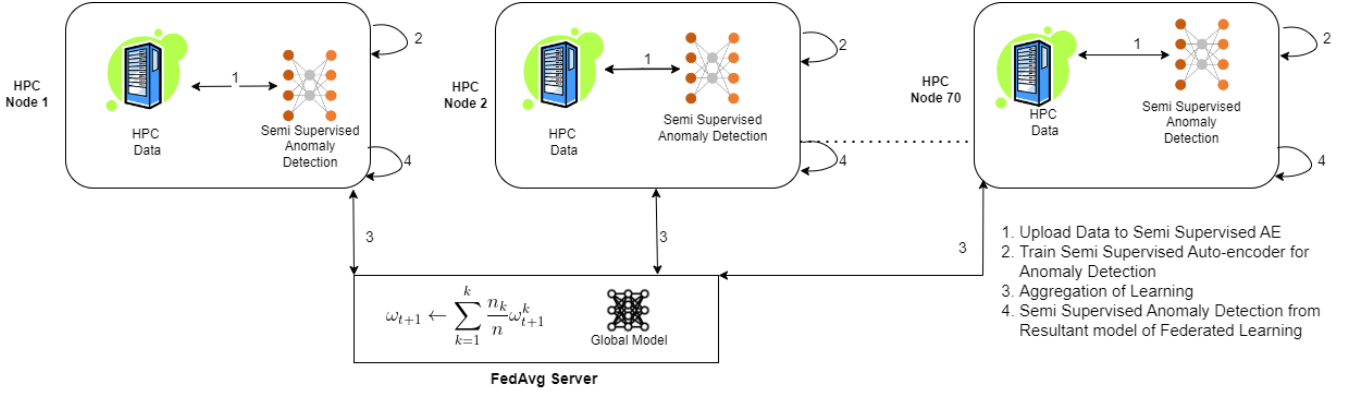 HPC
Node 1
1
2
HPC
Data
Semi Supervised
Anomaly
Detection
4
HPC
Node 2
1
2
HPC
Data
Semi Supervised
Anomaly Detection
4
HPC
Node 70
1
2
HPC
Data
Semi Supervised
Anomaly
Detection
4
3
3
3
ω_{t+1} ← \sum_{k=1}^{k} \frac{n_k}{n} ω_{t+1}^{k}
Global Model
FedAvg Server
1. Upload Data to Semi Supervised AE
2. Train Semi Supervised Auto-encoder for
Anomaly Detection
3. Aggregation of Learning
4. Semi Supervised Anomaly Detection from
Resultant model of Federated Learning